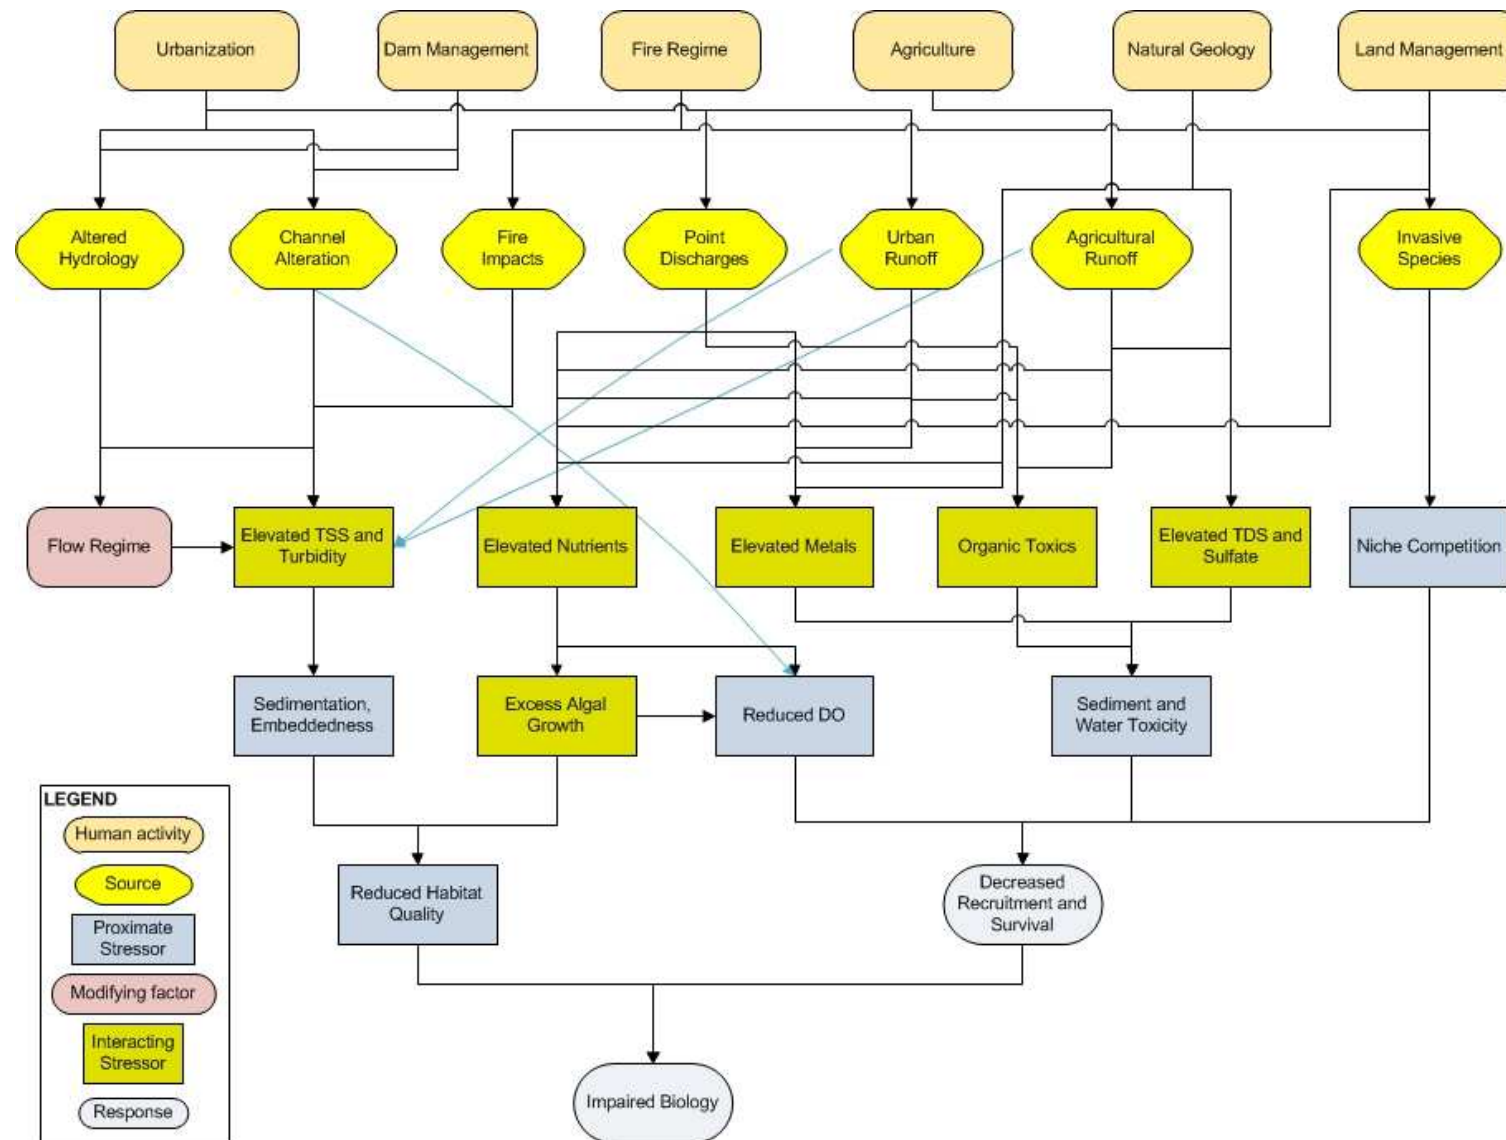 Urbanization
Dam Management
Fire Regime
Agriculture
Natural Geology
Land Management
Altered
Hydrology
Channel
Alteration
Fire
Impacts
Point
Discharges
Urban
Runoff
Agricultural
Runoff
Invasive
Species
Flow Regime
Elevated TSS and
Turbidity
Elevated Nutrients
Elevated Metals
Organic Toxics
Elevated TDS and
Sulfate
Niche Competition
Sedimentation,
Embeddedness
Excess Algal
Growth
Reduced DO
Sediment and
Water Toxicity
Reduced Habitat
Quality
Decreased
Recruitment and
Survival
Impaired Biology
LEGEND
Human activity
Source
Proximate
Stressor
Modifying factor
Interacting
Stressor
Response